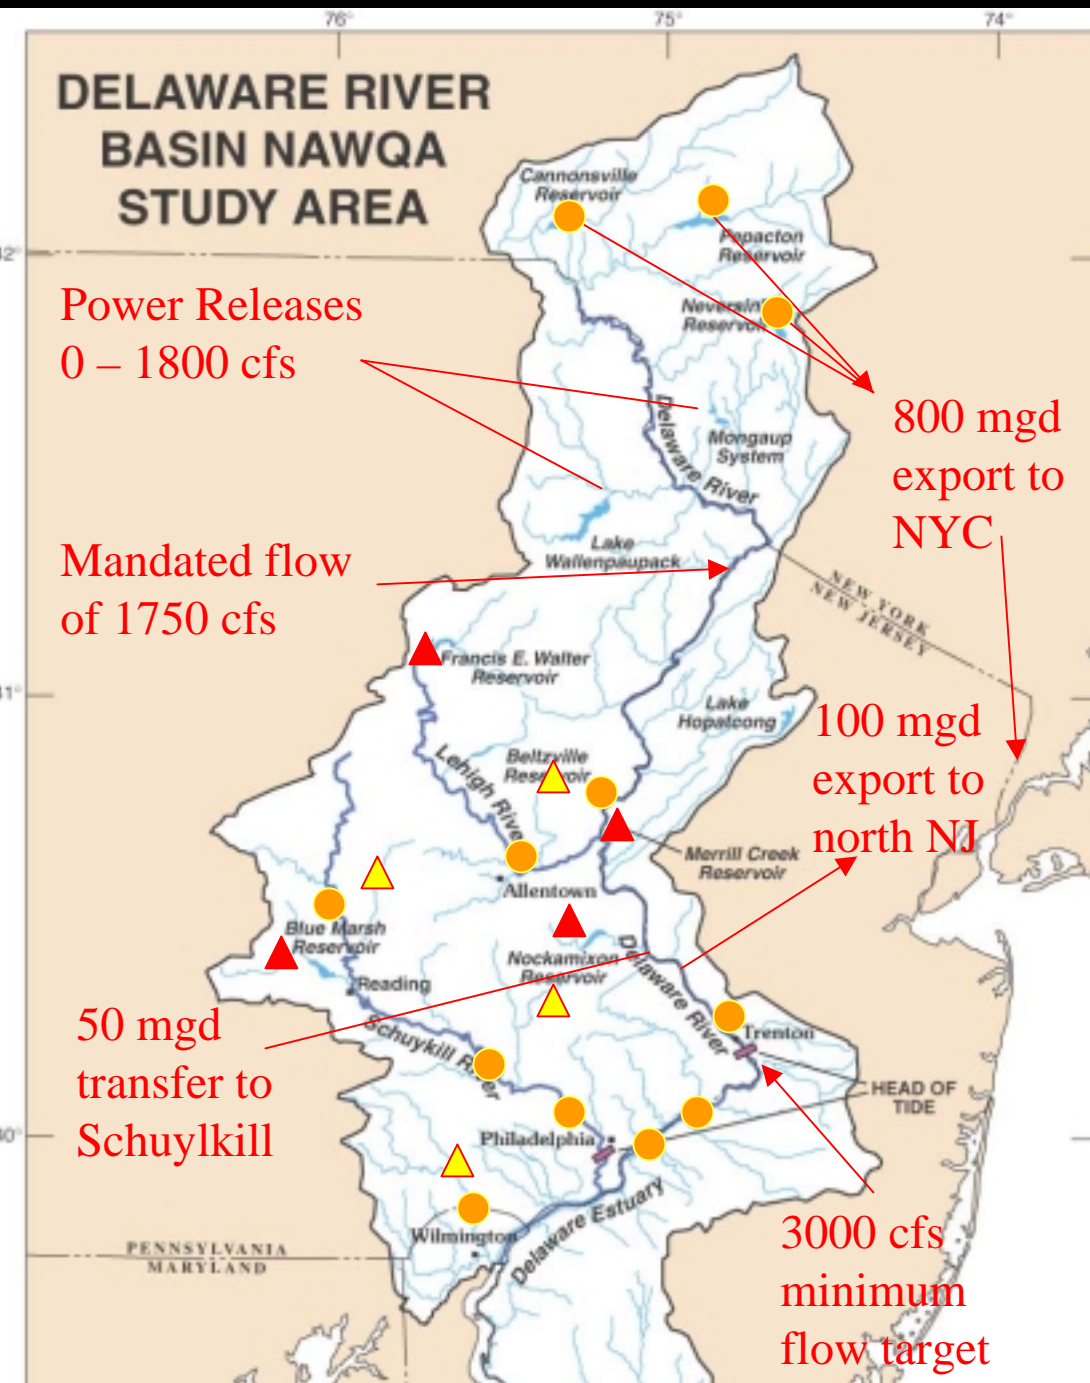 76°
75°
74°
DELAWARE RIVER
BASIN NAWQA
STUDY AREA
Cannonsville
Reservoir
Pepacton
Reservoir
42°
Power Releases
0 – 1800 cfs
Neversink
Reservoir
800 mgd
export to
NYC
Delaware River
Mongaup
System
Lake
Wallenpaupack
Mandated flow
of 1750 cfs
NEW YORK
NEW JERSEY
Francis E. Walter
Reservoir
41°
Lake
Hopatcong
100 mgd
export to
north NJ
Beltzville
Reservoir
Lehigh River
Merrill Creek
Reservoir
Allentown
Blue Marsh
Reservoir
Nockamixon
Reservoir
Delaware River
Reading
50 mgd
transfer to
Schuylkill
Schuykill River
Trenton
HEAD OF
TIDE
40°
Philadelphia
Delaware Estuary
Wilmington
PENNSYLVANIA
MARYLAND
3000 cfs
minimum
flow target